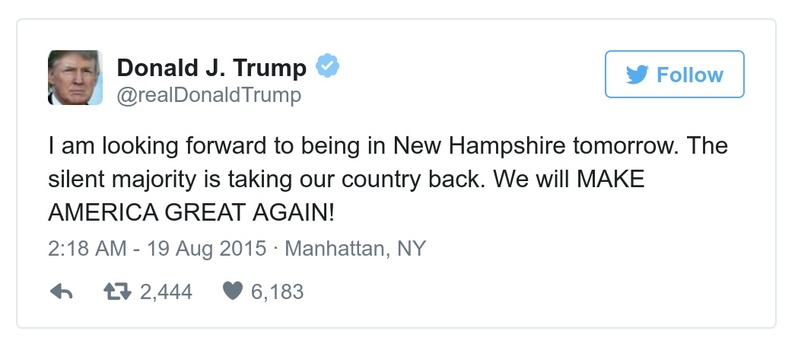 Donald J. Trump
@realDonaldTrump
Follow
I am looking forward to being in New Hampshire tomorrow. The
silent majority is taking our country back. We will MAKE
AMERICA GREAT AGAIN!
2:18 AM - 19 Aug 2015 · Manhattan, NY
2,444 6,183